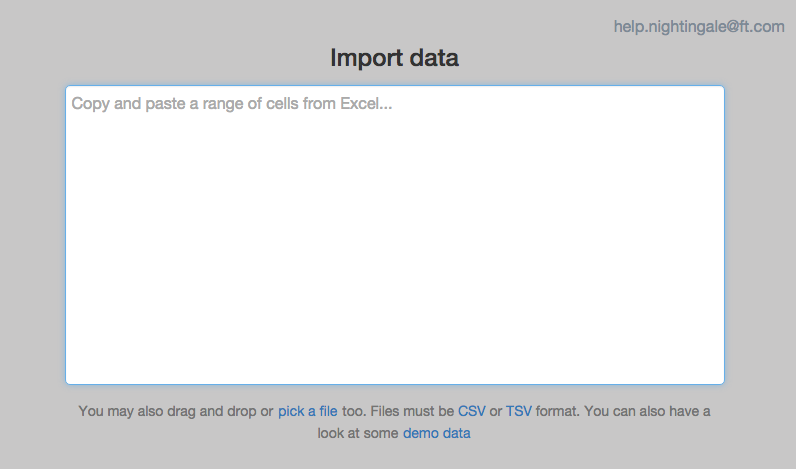 help.nightingale@ft.com
Import data
Copy and paste a range of cells from Excel...
You may also drag and drop or pick a file too. Files must be CSV or TSV format. You can also have a
look at some demo data